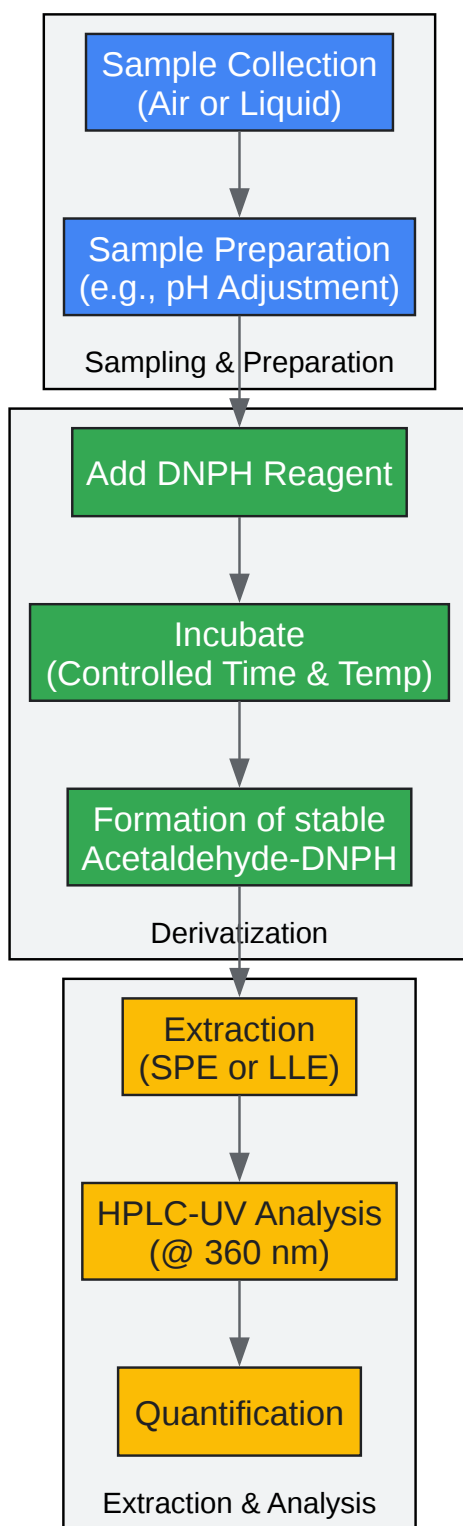 Sample Collection
(Air or Liquid)
Sample Preparation
(e.g., pH Adjustment)
Sampling & Preparation
Add DNPH Reagent
Incubate
(Controlled Time & Temp)
Formation of stable
Acetaldehyde-DNPH
Derivatization
Extraction
(SPE or LLE)
HPLC-UV Analysis
(@ 360 nm)
Quantification
Extraction & Analysis